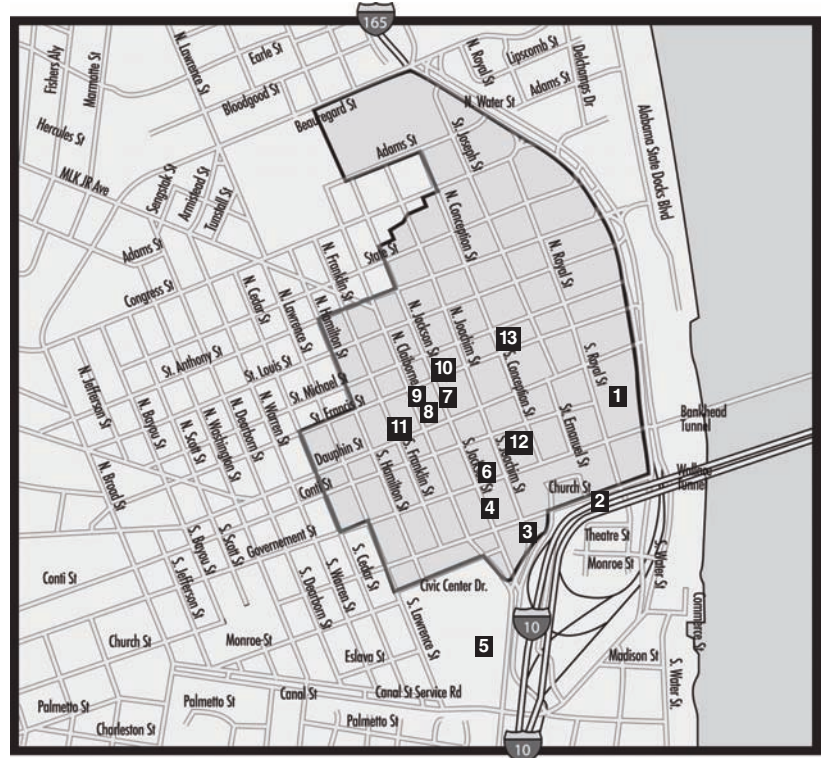 165
N. Lawrence St
Earle St
N. Royal St
Lipscomb St
Delchamps Dr
Fishers Aly
Marmotte St
Bloodgood St
Adams St
Beauregard St
N. Water St
Hercules St
Adams St
St. Joseph St
Alabama State Docks Blvd
MLK JR Ave
Sengstak St
Armistead St
Tunstall St
N. Conception St
Adams St
N. Franklin St
State St
N. Royal St
Congress St
N. Cedar St
N. Lawrence St
N. Hamilton St
N. Jackson St
N. Joachim St
13
N. Claiborne
S. Conception St
S. Royal St
St. Anthony St
St. Louis St
10
N. Jefferson St
St. Michael St
9
7
1
N. Bayou St
N. Scott St
N. Washington St
N. Dearborn St
N. Warren St
St. Francis St
8
St. Emanuel St
Bankhead
Tunnel
11
12
Dauphin St
S. Franklin St
S. Joachim St
S. Hamilton St
6
S. Jackson St
N. Broad St
Conti St
Church St
Tunnel
2
4
Government St
3
Theatre St
S. Bayou St
S. Scott St
S. Jefferson St
S. Cedar St
S. Warren St
S. Dearborn St
Monroe St
S. Water St
Conti St
Civic Center Dr.
S. Lawrence St
Commerce St
10
Church St
Monroe St
5
Eslava St
Madison St
S. Water St.
Canal St
Canal St Service Rd
Palmetto St
Palmetto St
Palmetto St
Charleston St
10